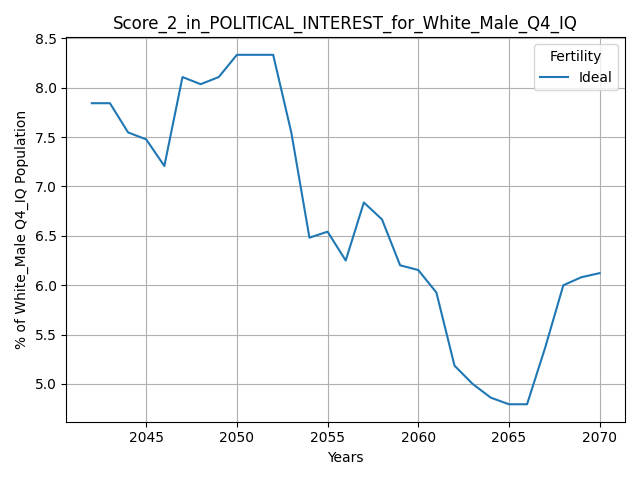 Score_2_in_POLITICAL_INTEREST_for_White_Male_Q4_IQ
Fertility
Ideal
% of White_Male Q4_IQ Population
8.5
8.0
7.5
7.0
6.5
6.0
5.5
5.0
2045 2050 2055 2060 2065 2070
Years